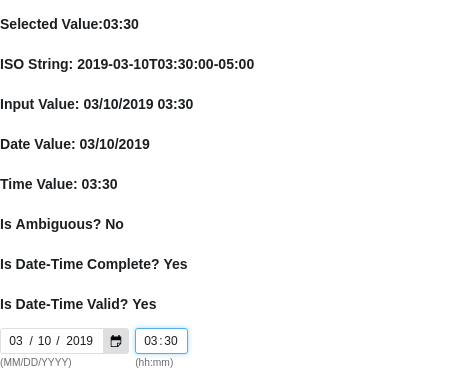 Selected Value:03:30
ISO String: 2019-03-10T03:30:00-05:00
Input Value: 03/10/2019 03:30
Date Value: 03/10/2019
Time Value: 03:30
Is Ambiguous? No
Is Date-Time Complete? Yes
Is Date-Time Valid? Yes
03 / 10 / 2019 03:30
(MM/DD/YYYY) (hh:mm)